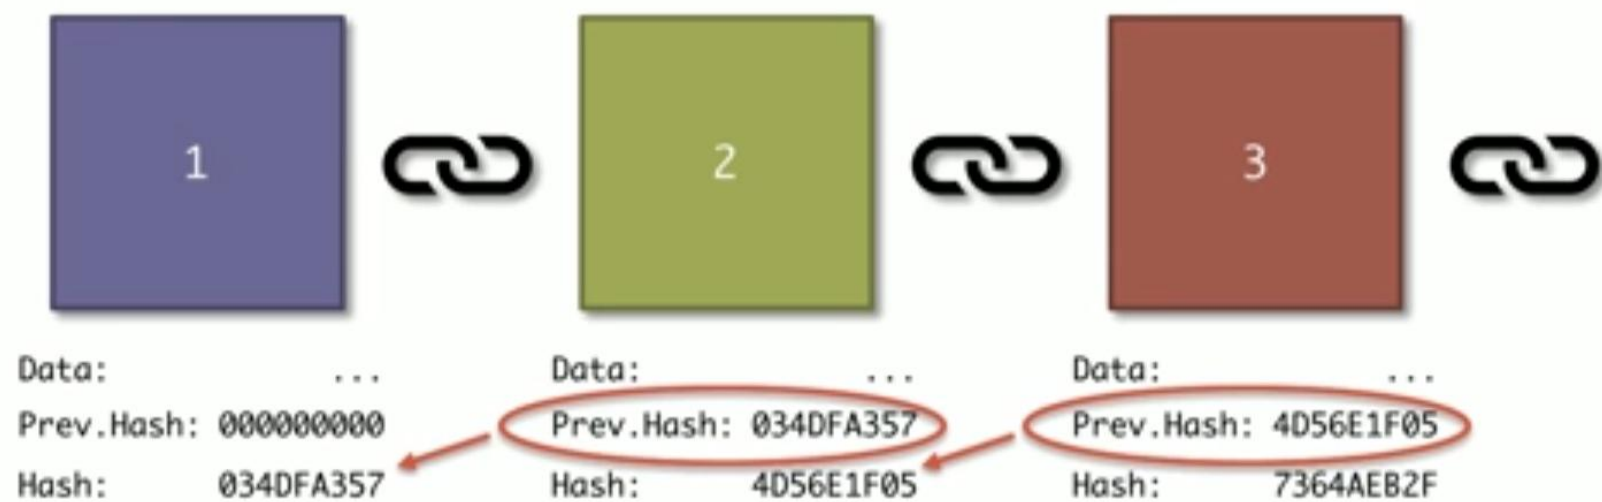 1
2
3
Data: ...
Prev.Hash: 000000000
Hash: 034DFA357
Data: ...
Prev.Hash: 034DFA357
Hash: 4D56E1F05
Data: ...
Prev.Hash: 4D56E1F05
Hash: 7364AEB2F